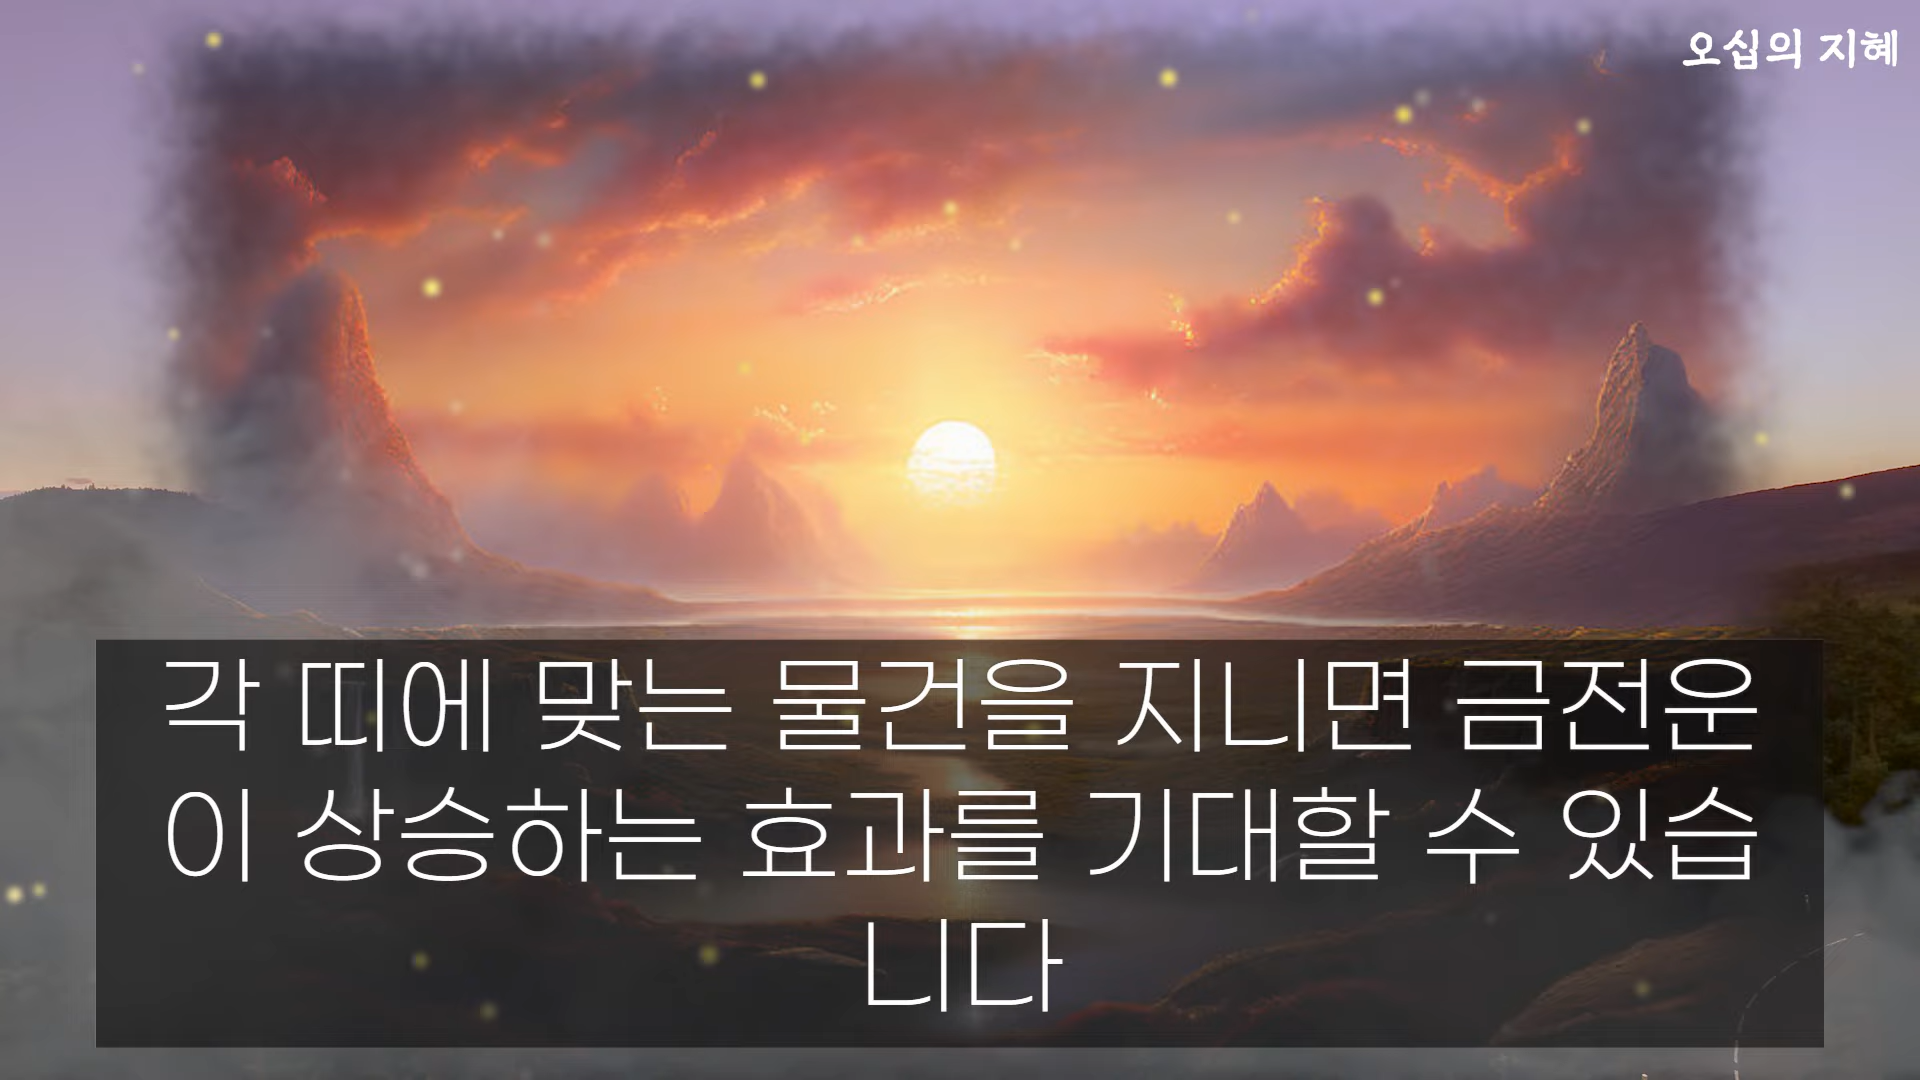 오십의 지혜
각 띠에 맞는 물건을 지니면 금전운
이 상승하는 효과를 기대할 수 있습
니다